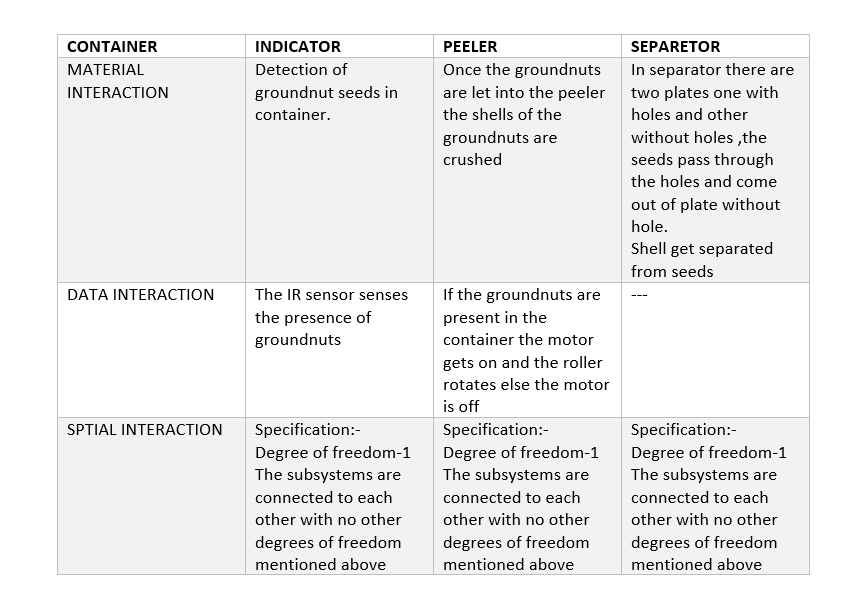 CONTAINER
INDICATOR
PEELER
SEPARETOR
MATERIAL
INTERACTION
Detection of
groundnut seeds in
container.
Once the groundnuts
are let into the peeler
the shells of the
groundnuts are
crushed
In separator there are
two plates one with
holes and other
without holes ,the
seeds pass through
the holes and come
out of plate without
hole.
Shell get separated
from seeds
DATA INTERACTION
The IR sensor senses
the presence of
groundnuts
If the groundnuts are
present in the
container the motor
gets on and the roller
rotates else the motor
is off
---
SPTIAL INTERACTION
Specification:-
Degree of freedom-1
The subsystems are
connected to each
other with no other
degrees of freedom
mentioned above
Specification:-
Degree of freedom-1
The subsystems are
connected to each
other with no other
degrees of freedom
mentioned above
Specification:-
Degree of freedom-1
The subsystems are
connected to each
other with no other
degrees of freedom
mentioned above